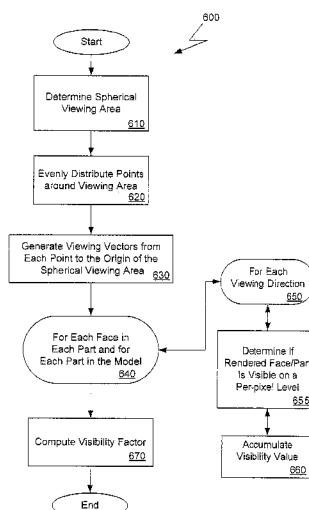 600
Start
Determine Spherical
Viewing Area
610
Evenly Distribute Points
around Viewing Area
620
Generate Viewing Vectors from
Each Point to the Origin of the
Spherical Viewing Area
630
For Each Face in
Each Part and for
Each Part in the Model
640
For Each
Viewing Direction
650
Determine If
Rendered Face/Part
Is Visible on a
Per-pixel Level
655
Accumulate
Visibility Value
660
Compute Visibility Factor
670
End